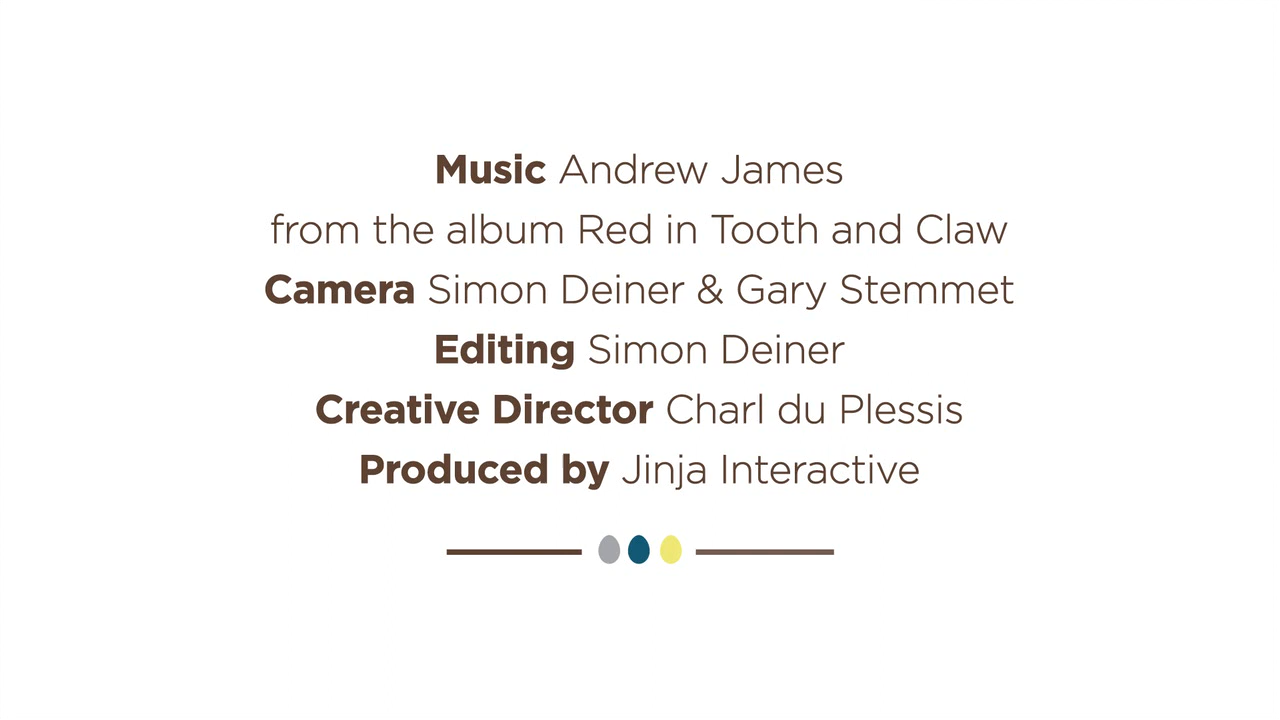 Music Andrew James
from the album Red in Tooth and Claw
Camera Simon Deiner & Gary Stemmet
Editing Simon Deiner
Creative Director Charl du Plessis
Produced by Jinja Interactive